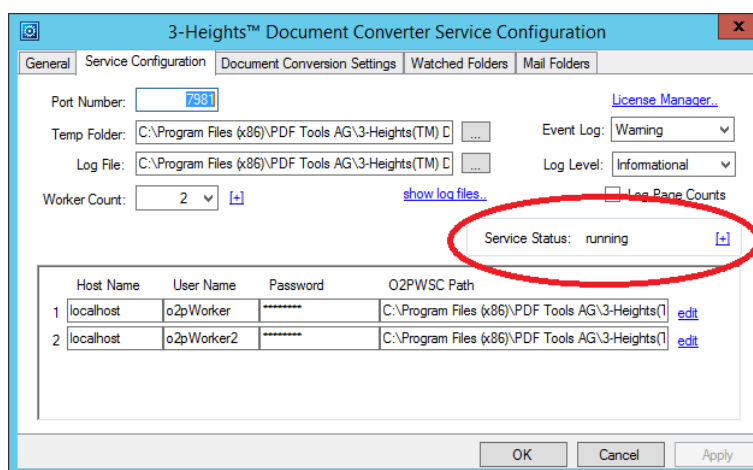 3-Heights™ Document Converter Service Configuration
x
General Service Configuration Document Conversion Settings Watched Folders Mail Folders
Port Number: 7981 License Manager..
Temp Folder: C:\Program Files (x86)\PDF Tools AG\3-Heights(TM) D ... Event Log: Warning
Log File: C:\Program Files (x86)\PDF Tools AG\3-Heights(TM) D ... Log Level: Informational
Worker Count: 2 [+] show log files.. Log Page Counts
Service Status: running [+]
Host Name User Name Password O2PWSC Path
1 localhost o2pWorker ******** C:\Program Files (x86)\PDF Tools AG\3-Heights(T edit
2 localhost o2pWorker2 ******** C:\Program Files (x86)\PDF Tools AG\3-Heights(T edit
OK Cancel Apply